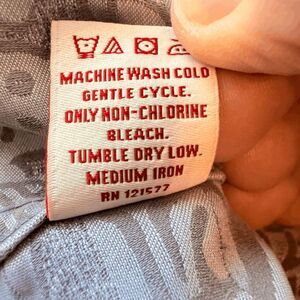 MACHINE WASH COLD
GENTLE CYCLE.
ONLY NON-CHLORINE
BLEACH.
TUMBLE DRY LOW.
MEDIUM IRON
RN 121577